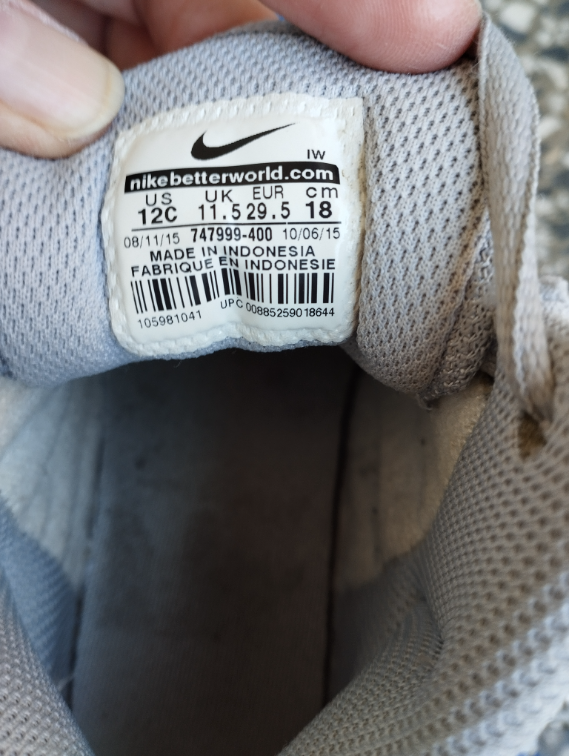 IW
nikebetterworld.com
US UK EUR cm
12C 11.5 29.5 18
08/11/15 747999-400 10/06/15
MADE IN INDONESIA
FABRIQUE EN INDONESIE
105981041 UPC 00885259018644